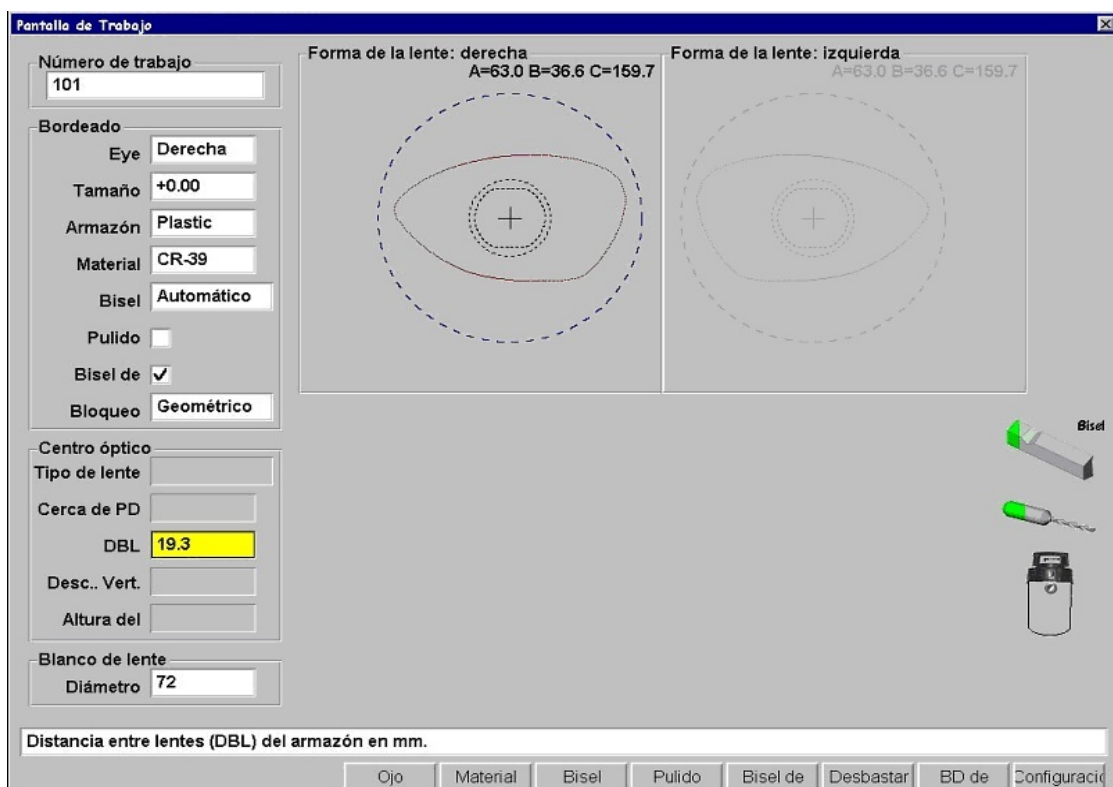 Pantalla de Trabajo
Número de trabajo
101
Bordeado
Eye Derecha
Tamaño +0.00
Armazón Plastic
Material CR-39
Bisel Automático
Pulido
Bisel de
Bloqueo Geométrico
Centro óptico
Tipo de lente
Cerca de PD
DBL 19.3
Desc.. Vert.
Altura del
Blanco de lente
Diámetro 72
Forma de la lente: derecha
A=63.0 B=36.6 C=159.7
Forma de la lente: izquierda
A=63.0 B=36.6 C=159.7
Bisel
Distancia entre lentes (DBL) del armazón en mm.
Ojo Material Bisel Pulido Bisel de Desbastar BD de Configuració